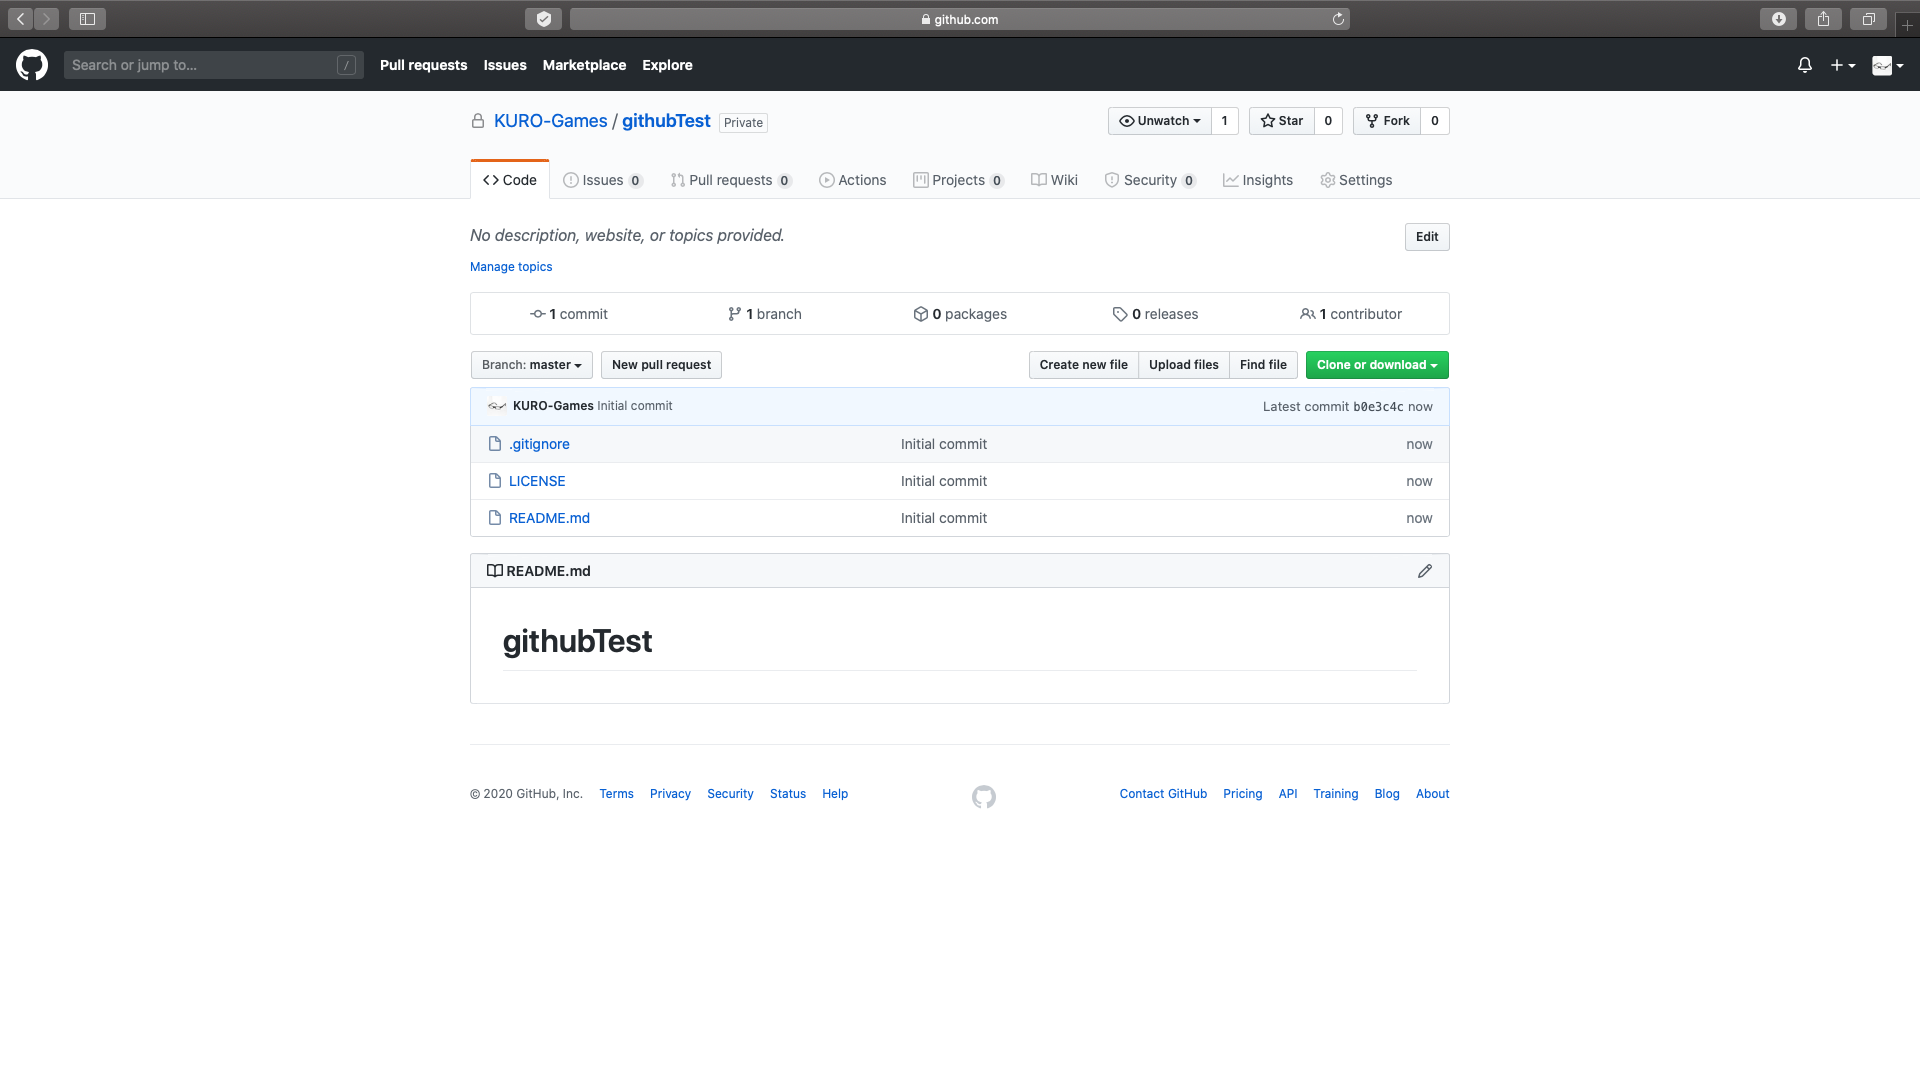 github.com
Search or jump to... /
Pull requests Issues Marketplace Explore
KURO-Games / githubTest Private
Unwatch 1 Star 0 Fork 0
Code Issues 0 Pull requests 0 Actions Projects 0 Wiki Security 0 Insights Settings
No description, website, or topics provided. Edit
Manage topics
1 commit 1 branch 0 packages 0 releases 1 contributor
Branch: master New pull request Create new file Upload files Find file Clone or download
KURO-Games Initial commit Latest commit b0e3c4c now
.gitignore Initial commit now
LICENSE Initial commit now
README.md Initial commit now
README.md
githubTest
© 2020 GitHub, Inc. Terms Privacy Security Status Help Contact GitHub Pricing API Training Blog About